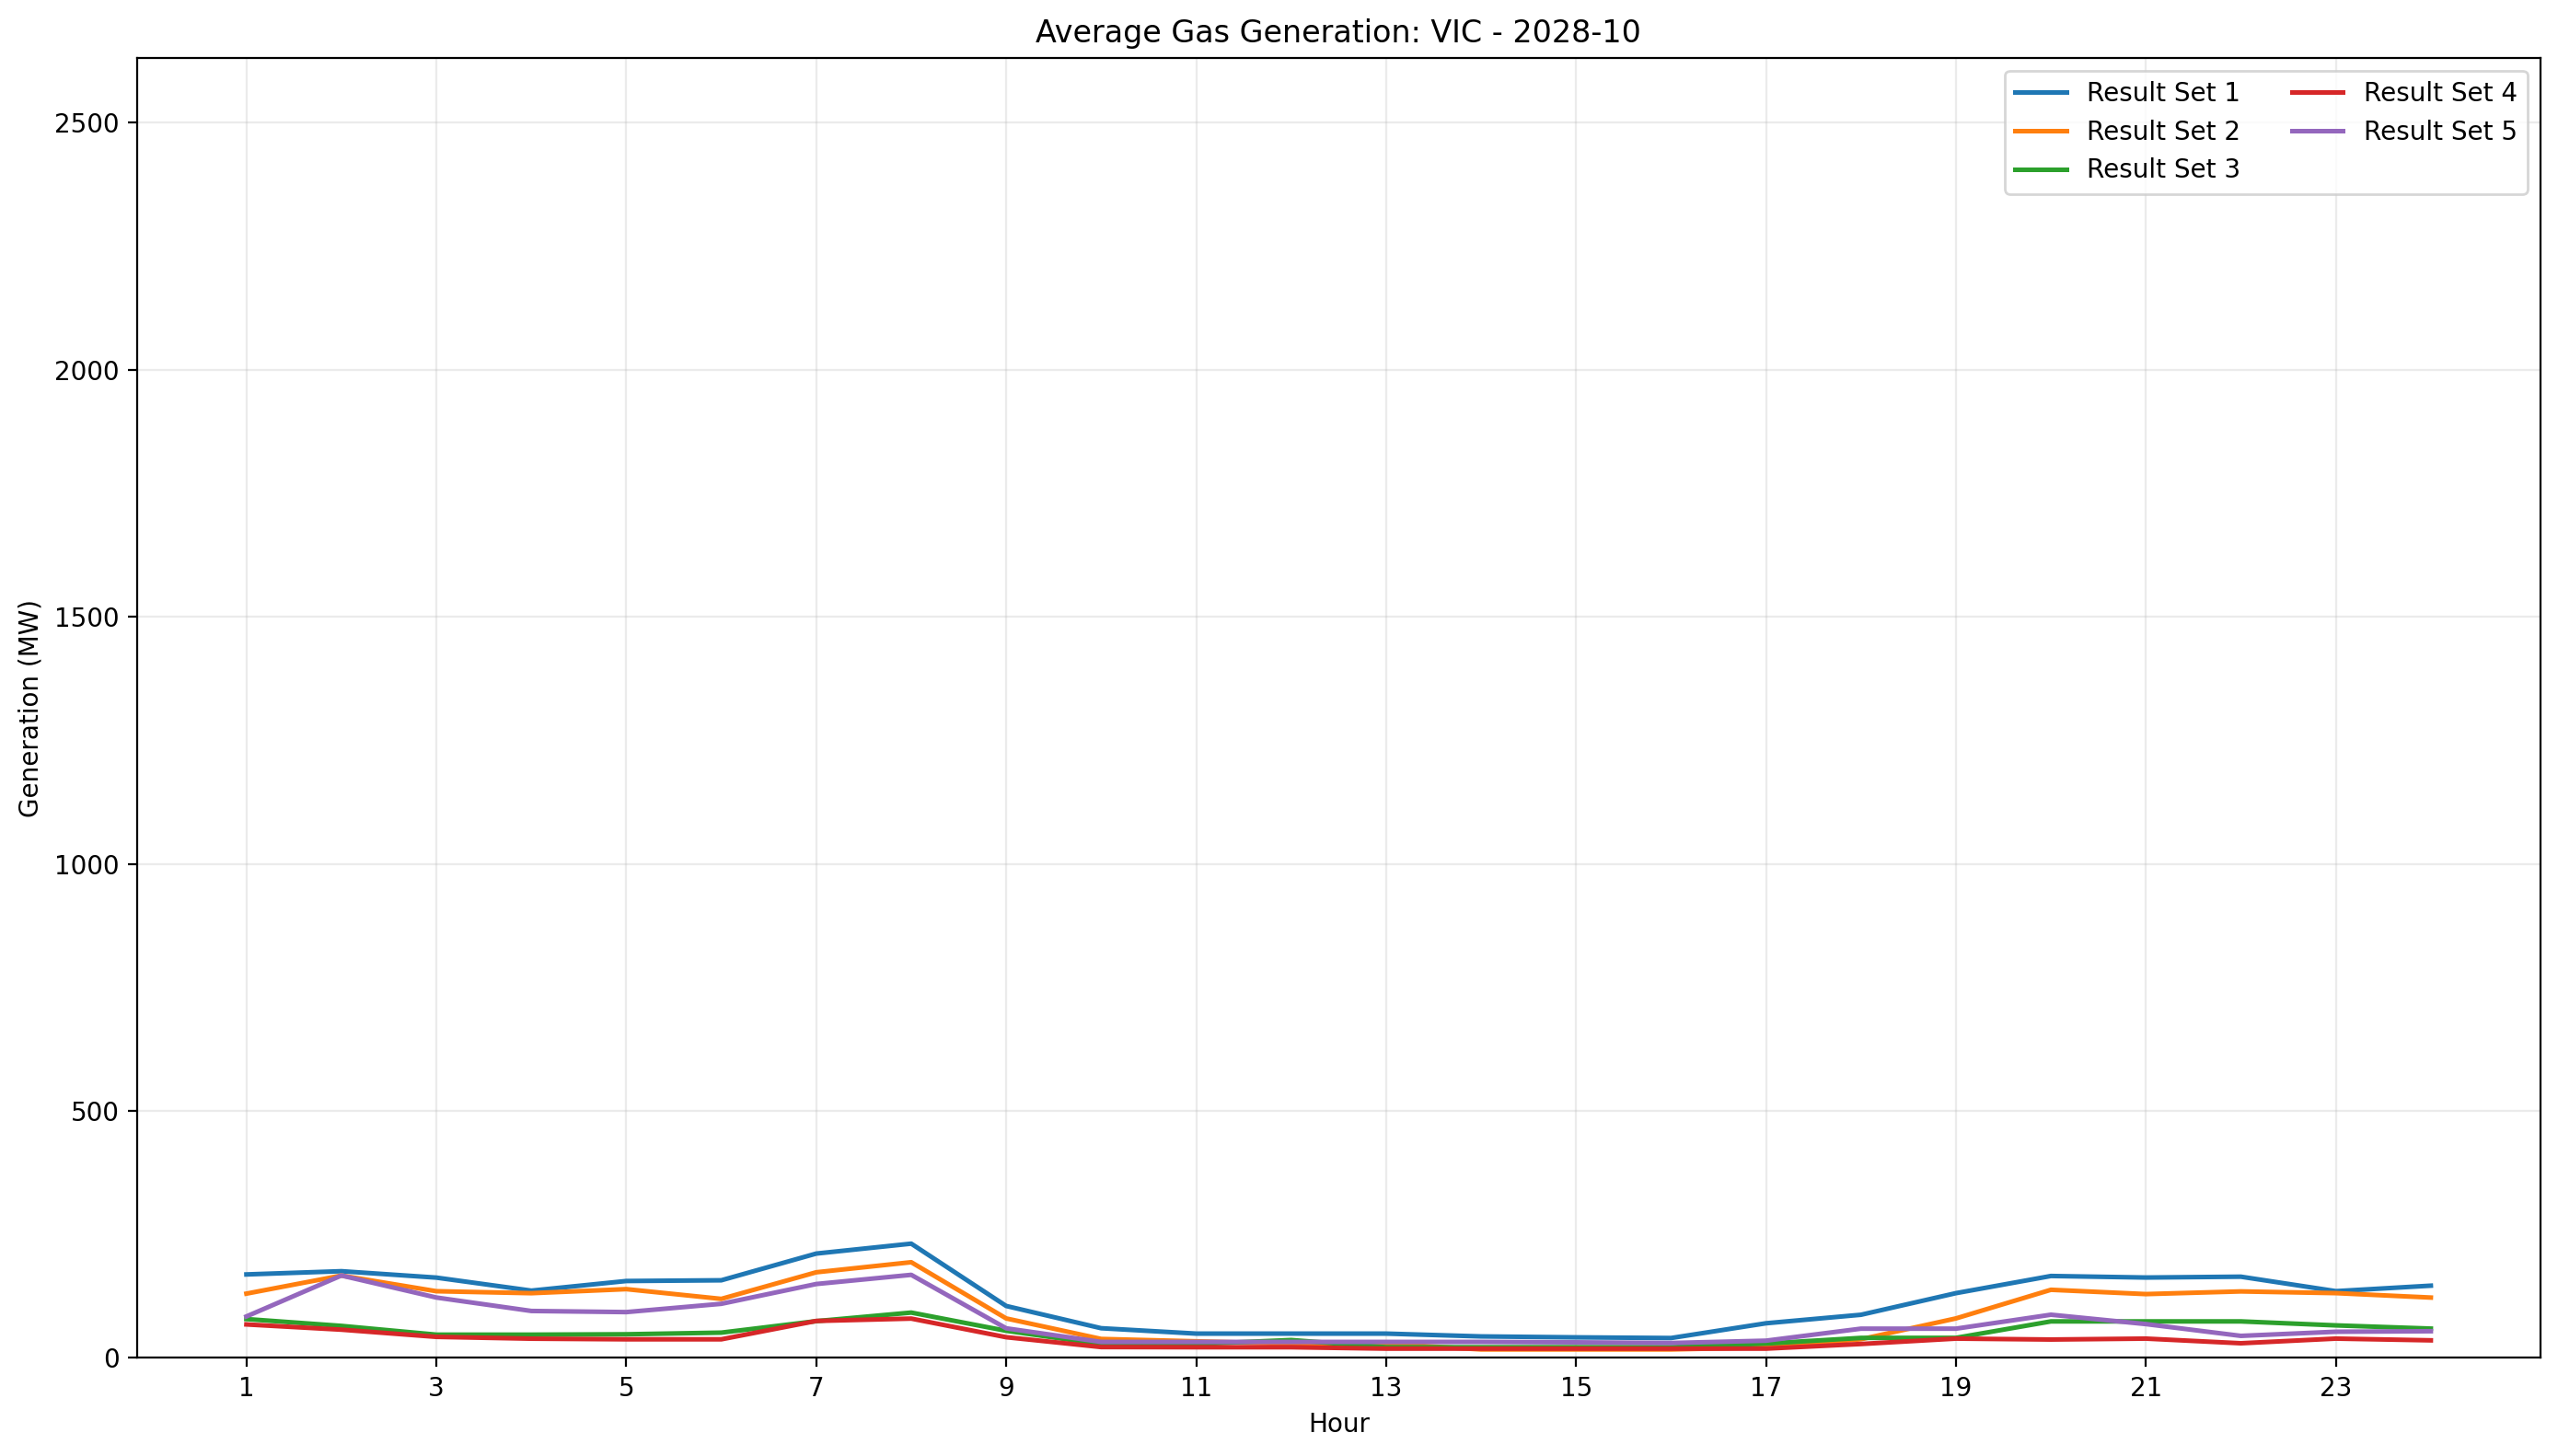 Average Gas Generation: VIC - 2028-10
Result Set 1
Result Set 2
Result Set 3
Result Set 4
Result Set 5
Generation (MW)
2500
2000
1500
1000
500
0
1 3 5 7 9 11 13 15 17 19 21 23
Hour